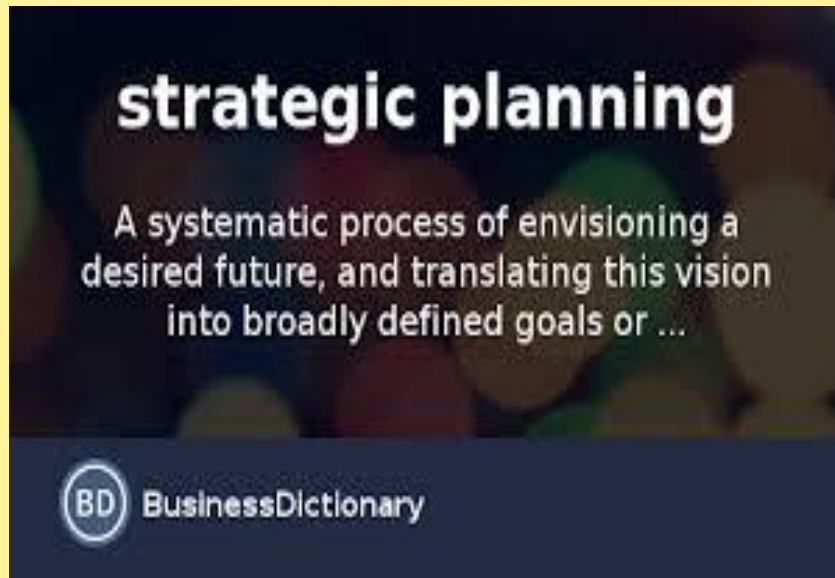 strategic planning
A systematic process of envisioning a
desired future, and translating this vision
into broadly defined goals or ...
BD BusinessDictionary